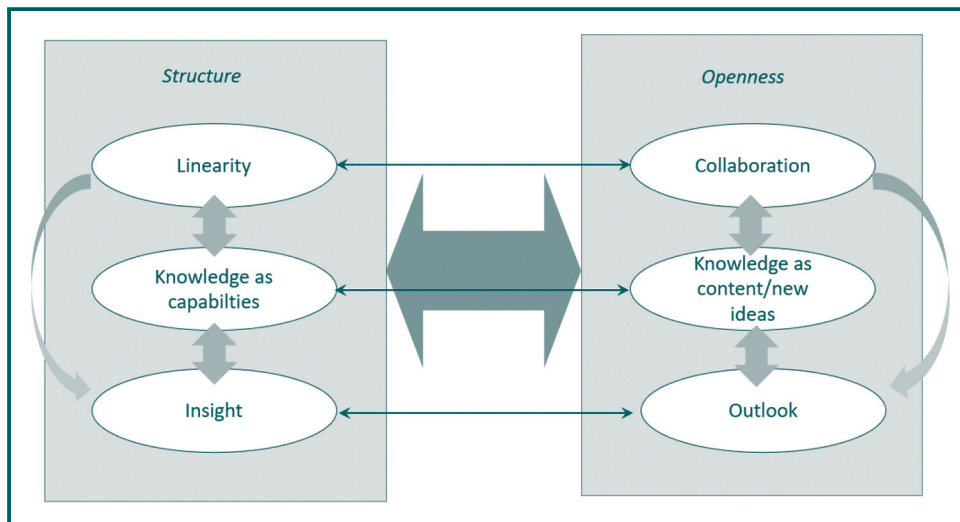 Structure
Linearity
Knowledge as
capabilties
Insight
Openness
Collaboration
Knowledge as
content/new
ideas
Outlook